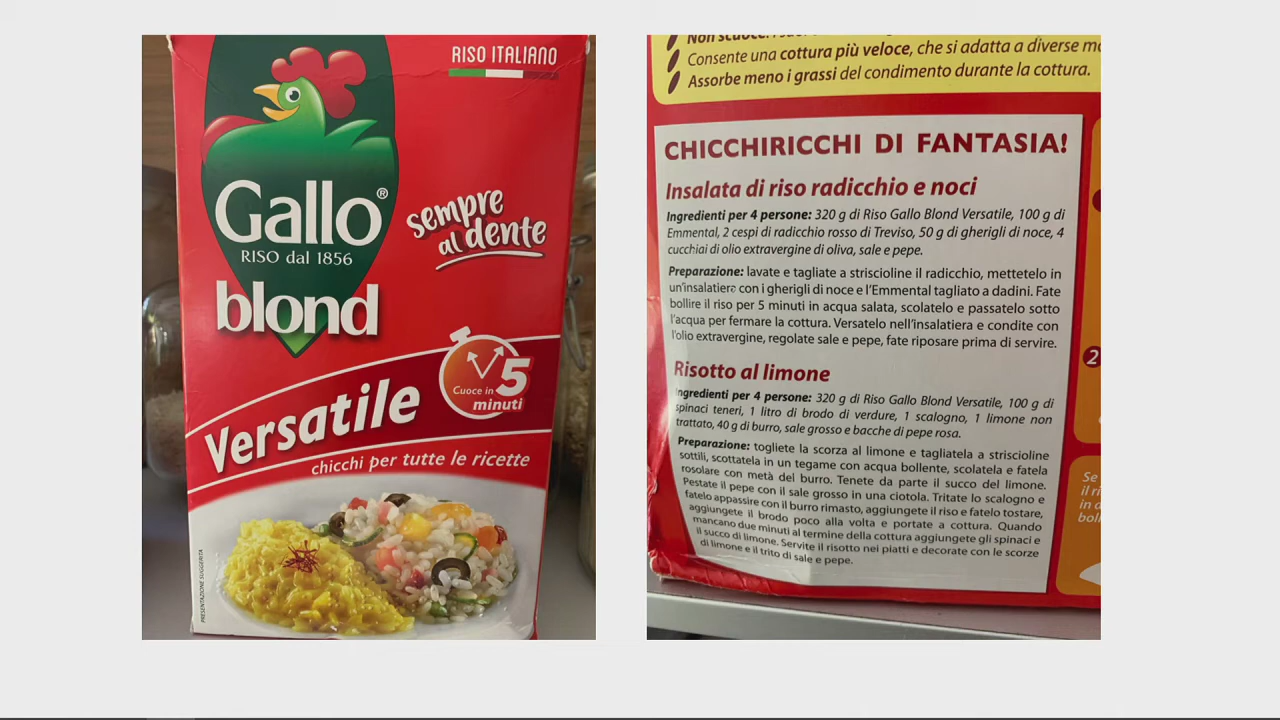 RISO ITALIANO
Gallo®
RISO dal 1856
blond
sempre
al dente
Cuoce in 5
minuti
Versatile
chicchi per tutte le ricette
PRESENTAZIONE SUGGERITA
Consente una cottura più veloce, che si adatta a diverse
Assorbe meno i grassi del condimento durante la cottura.
CHICCHIRICCHI DI FANTASIA!
Insalata di riso radicchio e noci
Ingredienti per 4 persone: 320 g di Riso Gallo Blond Versatile, 100 g di
Emmental, 2 cespi di radicchio rosso di Treviso, 50 g di gherigli di noce, 4
cucchiai di olio extravergine di oliva, sale e pepe.
Preparazione: lavate e tagliate a striscioline il radicchio, mettetelo in
un'insalatiera con i gherigli di noce e l'Emmental tagliato a dadini. Fate
bollire il riso per 5 minuti in acqua salata, scolatelo e passatelo sotto
l'acqua per fermare la cottura. Versatelo nell'insalatiera e condite con
l'olio extravergine, regolate sale e pepe, fate riposare prima di servire.
Risotto al limone
Ingredienti per 4 persone: 320 g di Riso Gallo Blond Versatile, 100 g di
spinaci teneri, 1 litro di brodo di verdure, 1 scalogno, 1 limone non
trattato, 40 g di burro, sale grosso e bacche di pepe rosa.
Preparazione: togliete la scorza al limone e tagliatela a striscioline
sottili, scottatela in un tegame con acqua bollente, scolatela e fatela
rosolare con metà del burro. Tenete da parte il succo del limone.
Pestate il pepe con il sale grosso in una ciotola. Tritate lo scalogno e
fatelo appassire con il burro rimasto, aggiungete il riso e fatelo tostare,
aggiungete il brodo poco alla volta e portate a cottura. Quando
mancano due minuti al termine della cottura aggiungete gli spinaci e
il succo di limone. Servite il risotto nei piatti e decorate con le scorze
di limone e il trito di sale e pepe.
2
Se
il ri
in a
boll